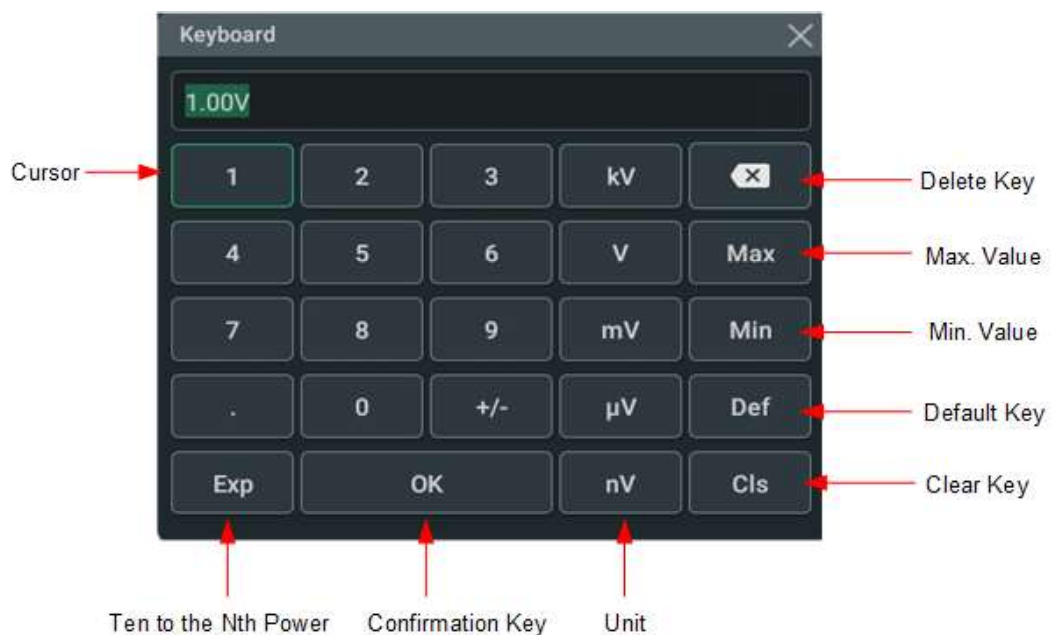 Keyboard
1.00V
Cursor 1 2 3 kV Delete Key
4 5 6 V Max Max. Value
7 8 9 mV Min Min. Value
. 0 +/- µV Def Default Key
Exp OK nV Cls Clear Key
Ten to the Nth Power Confirmation Key Unit